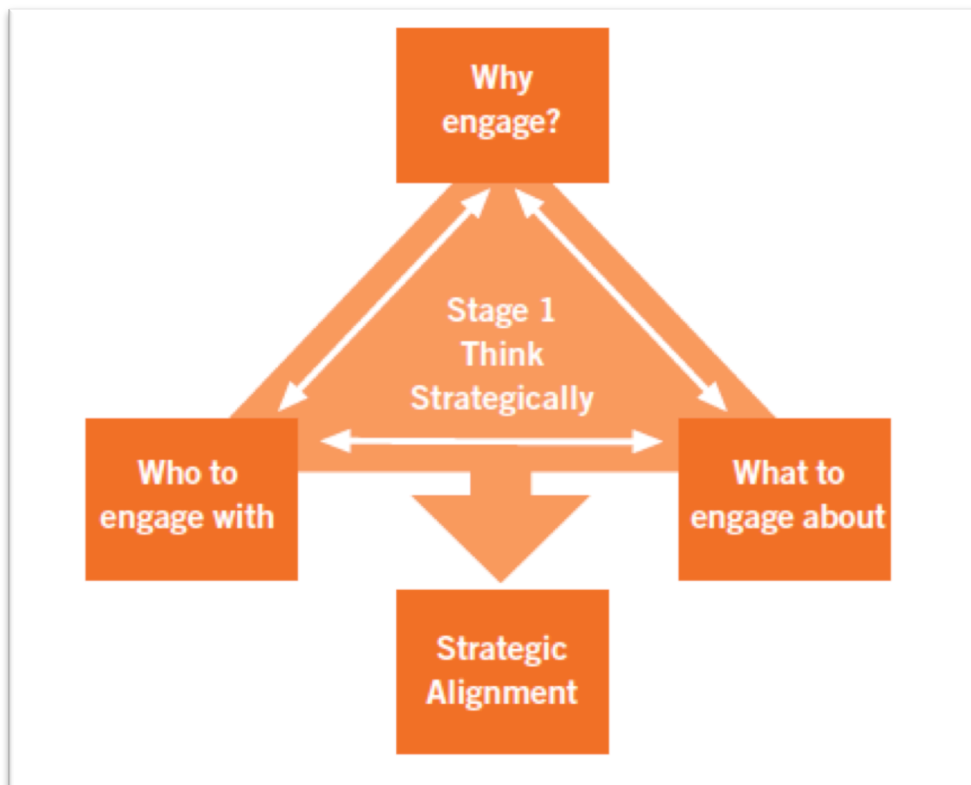 Why
engage?
Stage 1
Think
Strategically
Who to
engage with
What to
engage about
Strategic
Alignment